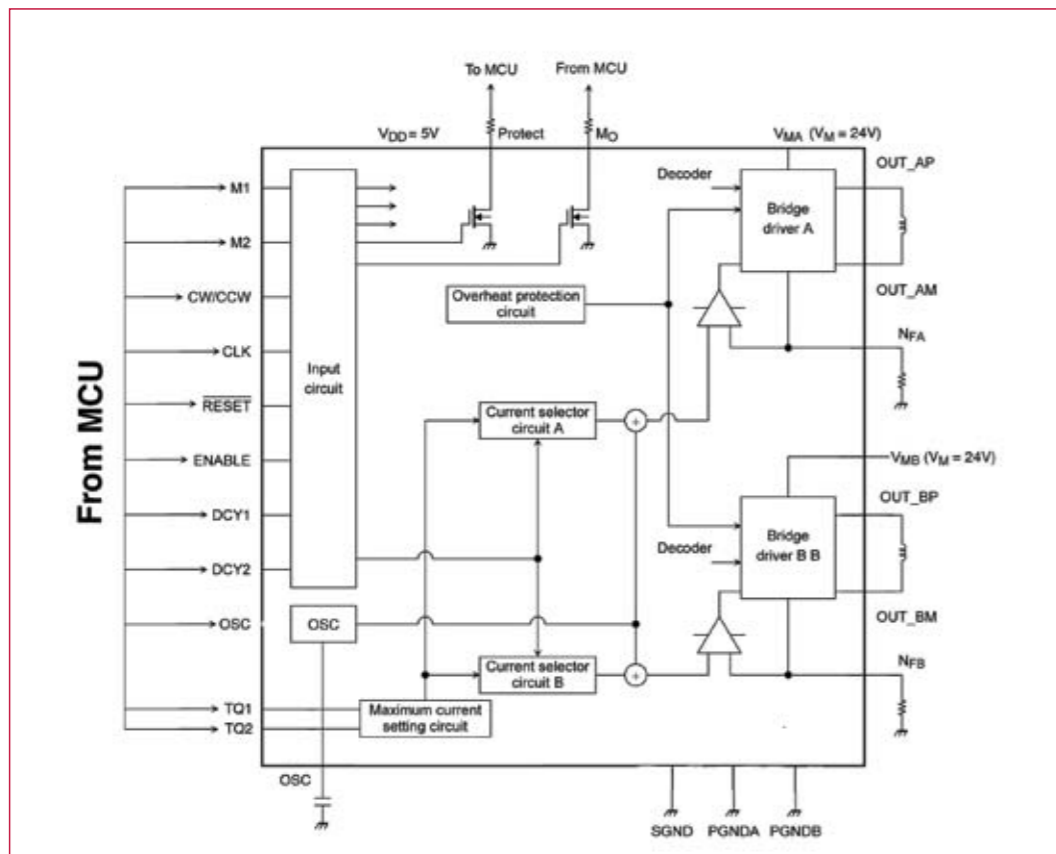 To MCU
From MCU
VDD = 5V
Protect
MO
VMA (VM = 24V)
OUT_AP
M1
Decoder
Bridge
driver A
M2
CW/CCW
OUT_AM
Overheat protection
circuit
NFA
CLK
Input
circuit
From MCU
RESET
Current selector
circuit A
ENABLE
VMB (VM = 24V)
OUT_BP
DCY1
Bridge
driver B B
Decoder
DCY2
OSC
OSC
OUT_BM
Current selector
circuit B
NFB
TQ1
TQ2
Maximum current
setting circuit
OSC
SGND
PGNDA
PGNDB
+
+